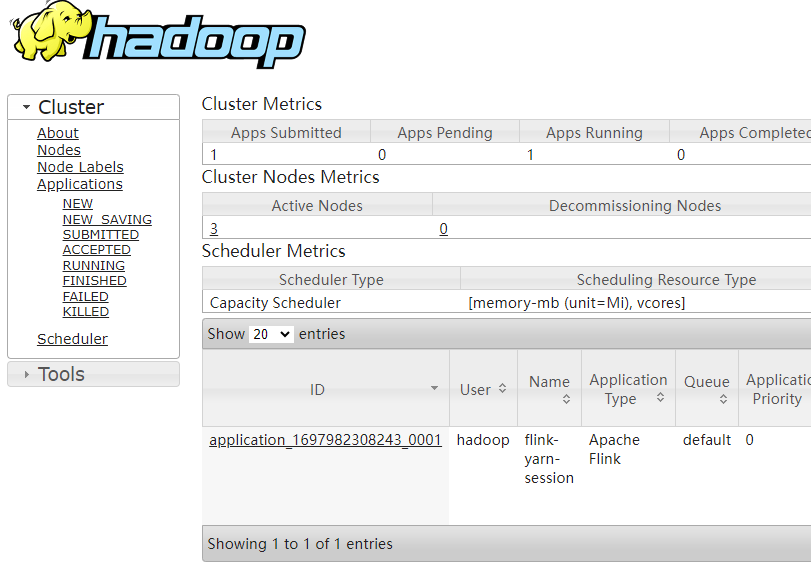 hadoop
Cluster
About
Nodes
Node Labels
Applications
NEW
NEW_SAVING
SUBMITTED
ACCEPTED
RUNNING
FINISHED
FAILED
KILLED
Scheduler
Tools
Cluster Metrics
Apps Submitted Apps Pending Apps Running Apps Completed
1 0 1 0
Cluster Nodes Metrics
Active Nodes Decommissioning Nodes
3 0
Scheduler Metrics
Scheduler Type Scheduling Resource Type
Capacity Scheduler [memory-mb (unit=Mi), vcores]
Show 20 entries
ID User Name Application Type Queue Applicatic Priority
application_1697982308243_0001 hadoop flink-yarn-session Apache Flink default 0
Showing 1 to 1 of 1 entries